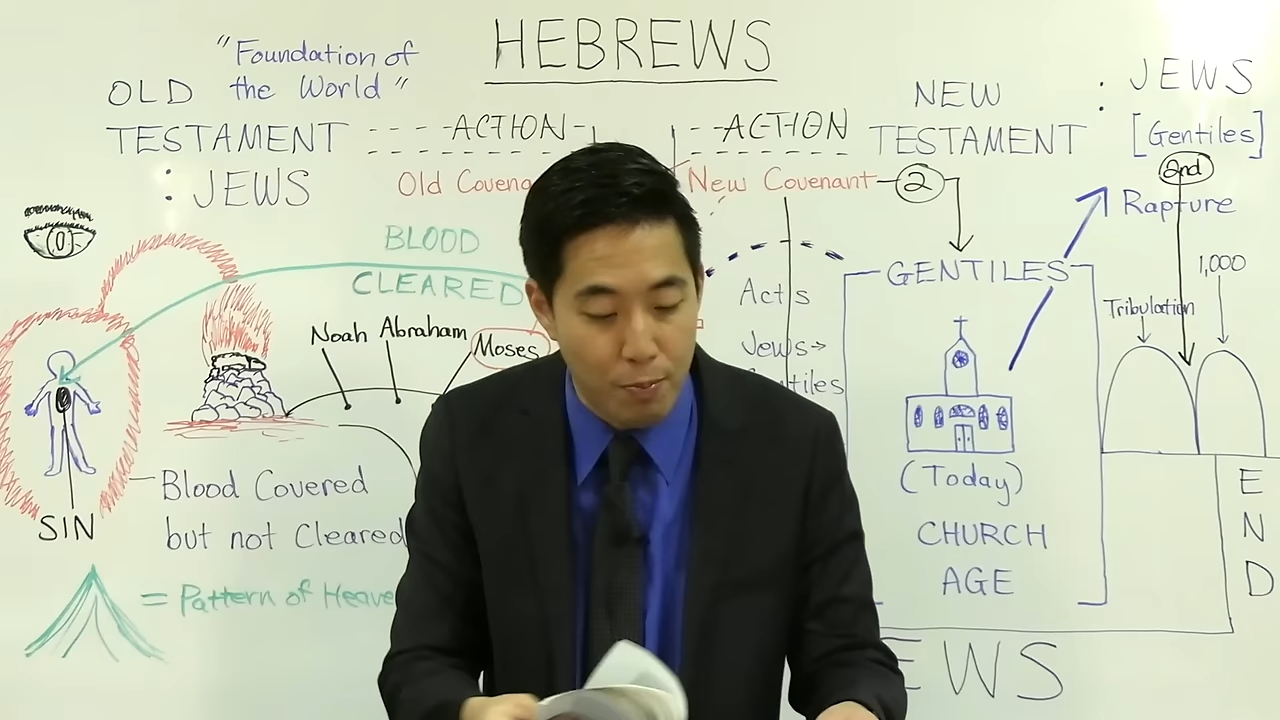 HEBREWS
"Foundation of
the World"
OLD
TESTAMENT
: JEWS
ACTION
ACTION
NEW
TESTAMENT
: JEWS
[Gentiles]
2nd
Rapture
Old
New Covenant
2
BLOOD
CLEARED
GENTILES
1,000
Tribulation
Acts
Jews→
Noah
Abraham
Moses
(Today)
CHURCH
AGE
Blood Covered
but not Cleared
SIN
= Pattern of
END
EWS